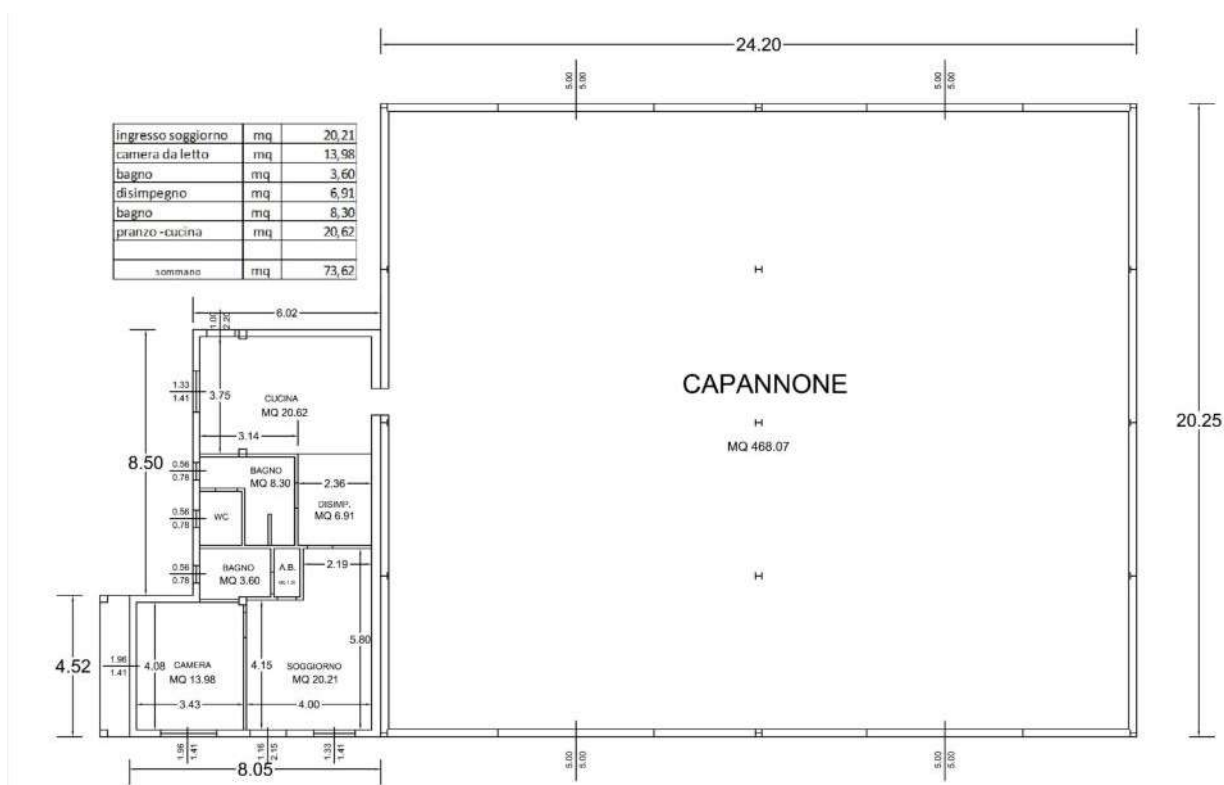 24.20
5.00
5.00
5.00
5.00
ingresso soggiorno mq 20,21
camera da letto mq 13,98
bagno mq 3,60
disimpegno mq 6,91
bagno mq 8,30
pranzo -cucina mq 20,62
sommano mq 73,62
6.02
1.00
2.20
1.33
1.41
3.75
CUCINA
MQ 20.62
3.14
CAPANNONE
MQ 468.07
20.25
8.50
0.56
0.78
BAGNO
MQ 8.30
2.36
DISIMP.
MQ 6.91
0.56
0.78
WC
0.56
0.78
BAGNO
MQ 3.60
A.B.
2.19
5.80
4.52
1.96
1.41
4.08
CAMERA
MQ 13.98
3.43
4.15
SOGGIORNO
MQ 20.21
4.00
1.96
1.41
1.16
2.15
1.33
1.41
8.05
5.00
5.00
5.00
5.00